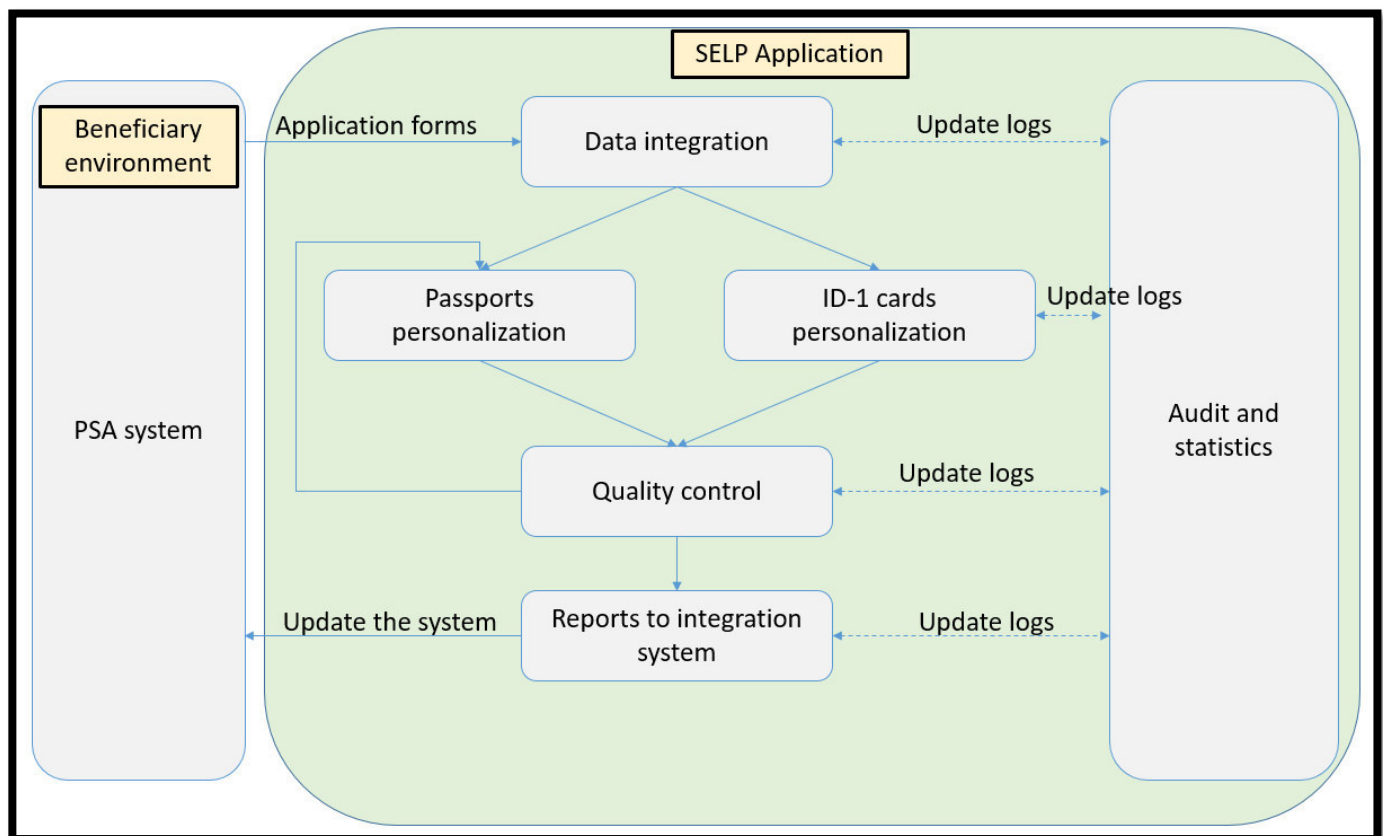 SELP Application
Beneficiary
environment
Application forms
Data integration
Update logs
Passports
personalization
ID-1 cards
personalization
Update logs
PSA system
Audit and
statistics
Quality control
Update logs
Update the system
Reports to integration
system
Update logs